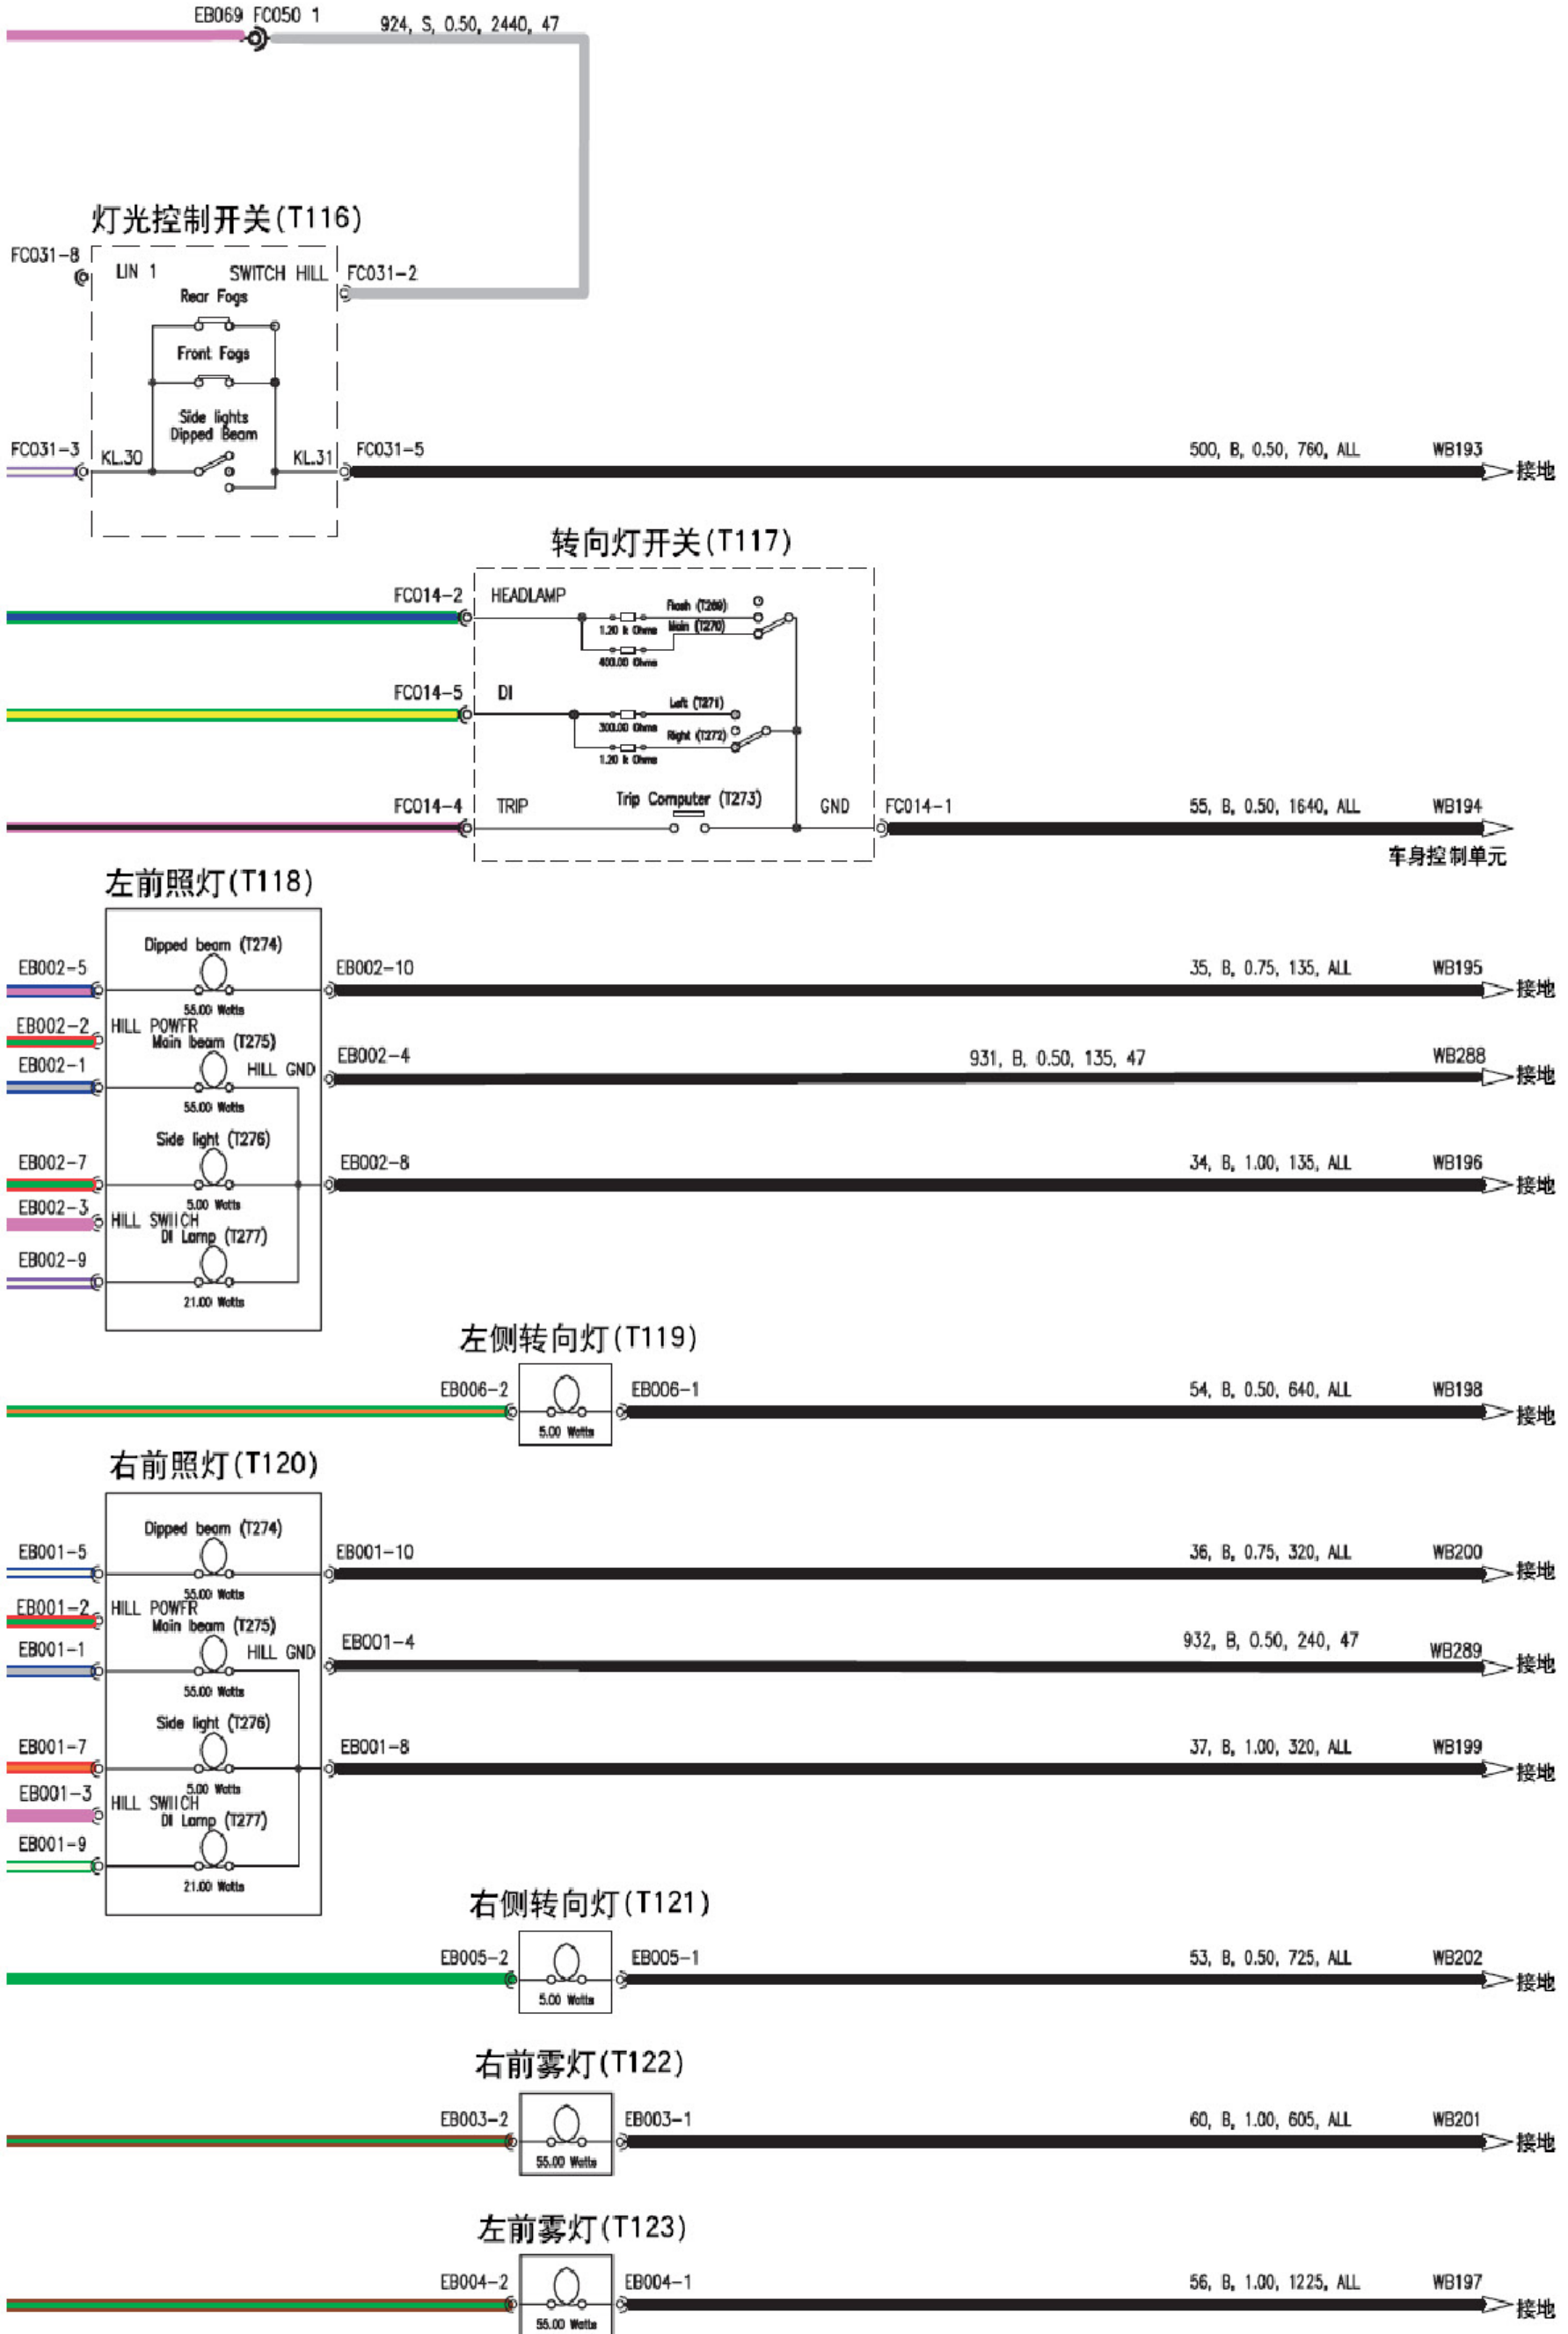 EB069 FC050 1
924, S, 0.50, 2440, 47
灯光控制开关(T116)
FC031-8
LIN 1
SWITCH HILL
FC031-2
Rear Fogs
Front Fogs
Side lights
Dipped Beam
FC031-3
KL.30
KL.31
FC031-5
500, B, 0.50, 760, ALL
WB193
接地
转向灯开关(T117)
FC014-2
HEADLAMP
Flash (T269)
1.20 k Ohms
Main (T270)
400.00 Ohms
FC014-5
DI
Left (T271)
300.00 Ohms
Right (T272)
1.20 k Ohms
FC014-4
TRIP
Trip Computer (T273)
GND
FC014-1
55, B, 0.50, 1640, ALL
WB194
车身控制单元
左前照灯(T118)
Dipped beam (T274)
EB002-5
EB002-10
35, B, 0.75, 135, ALL
WB195
接地
55.00 Watts
EB002-2
HILL POWFR
Main beam (T275)
EB002-1
HILL GND
EB002-4
931, B, 0.50, 135, 47
WB288
接地
55.00 Watts
Side light (T276)
EB002-7
EB002-8
34, B, 1.00, 135, ALL
WB196
接地
5.00 Watts
EB002-3
HILL SWIICH
DI Lamp (T277)
EB002-9
21.00 Watts
左侧转向灯(T119)
EB006-2
EB006-1
54, B, 0.50, 640, ALL
WB198
接地
5.00 Watts
右前照灯(T120)
Dipped beam (T274)
EB001-5
EB001-10
36, B, 0.75, 320, ALL
WB200
接地
55.00 Watts
EB001-2
HILL POWFR
Main beam (T275)
EB001-1
HILL GND
EB001-4
932, B, 0.50, 240, 47
WB289
接地
55.00 Watts
Side light (T276)
EB001-7
EB001-8
37, B, 1.00, 320, ALL
WB199
接地
5.00 Watts
EB001-3
HILL SWIICH
DI Lamp (T277)
EB001-9
21.00 Watts
右侧转向灯(T121)
EB005-2
EB005-1
53, B, 0.50, 725, ALL
WB202
接地
5.00 Watts
右前雾灯(T122)
EB003-2
EB003-1
60, B, 1.00, 605, ALL
WB201
接地
55.00 Watts
左前雾灯(T123)
EB004-2
EB004-1
56, B, 1.00, 1225, ALL
WB197
接地
55.00 Watts